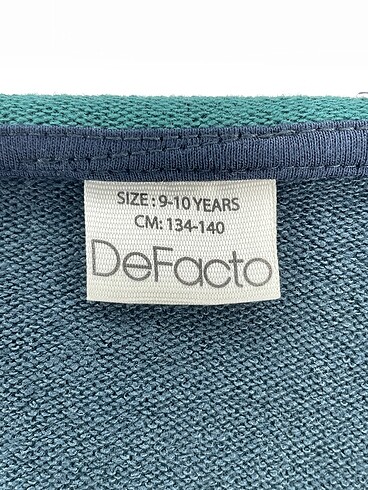 SIZE : 9-10 YEARS
CM: 134-140
DeFacto